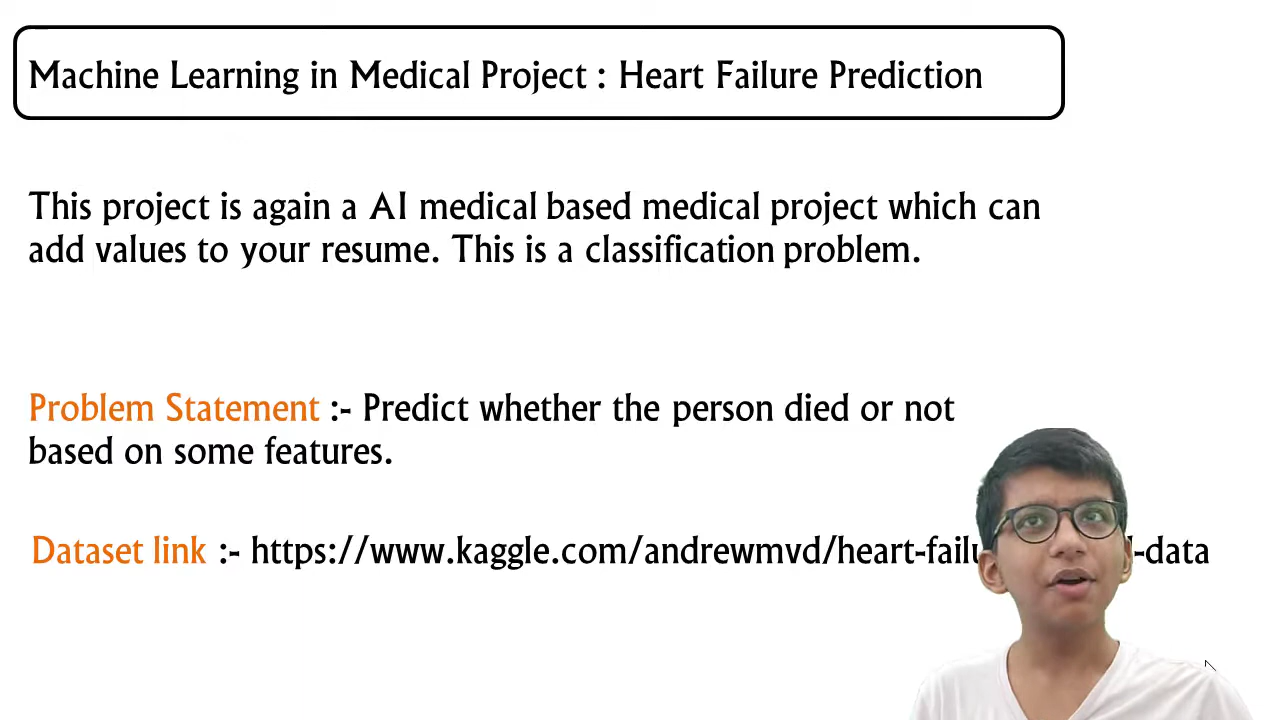 Machine Learning in Medical Project : Heart Failure Prediction
This project is again a AI medical based medical project which can
add values to your resume. This is a classification problem.
Problem Statement :- Predict whether the person died or not
based on some features.
Dataset link :- https://www.kaggle.com/andrewmvd/heart-failu -data